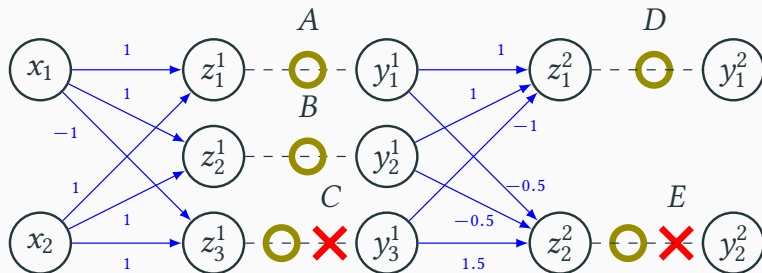 A D
x₁ 1 z₁¹ y₁¹ 1 z₁² y₁²
1 B 1
−1 −1
z₂¹ y₂¹
1 C −0.5 E
1 −0.5
x₂ z₃¹ y₃¹ z₂² y₂²
1 1.5